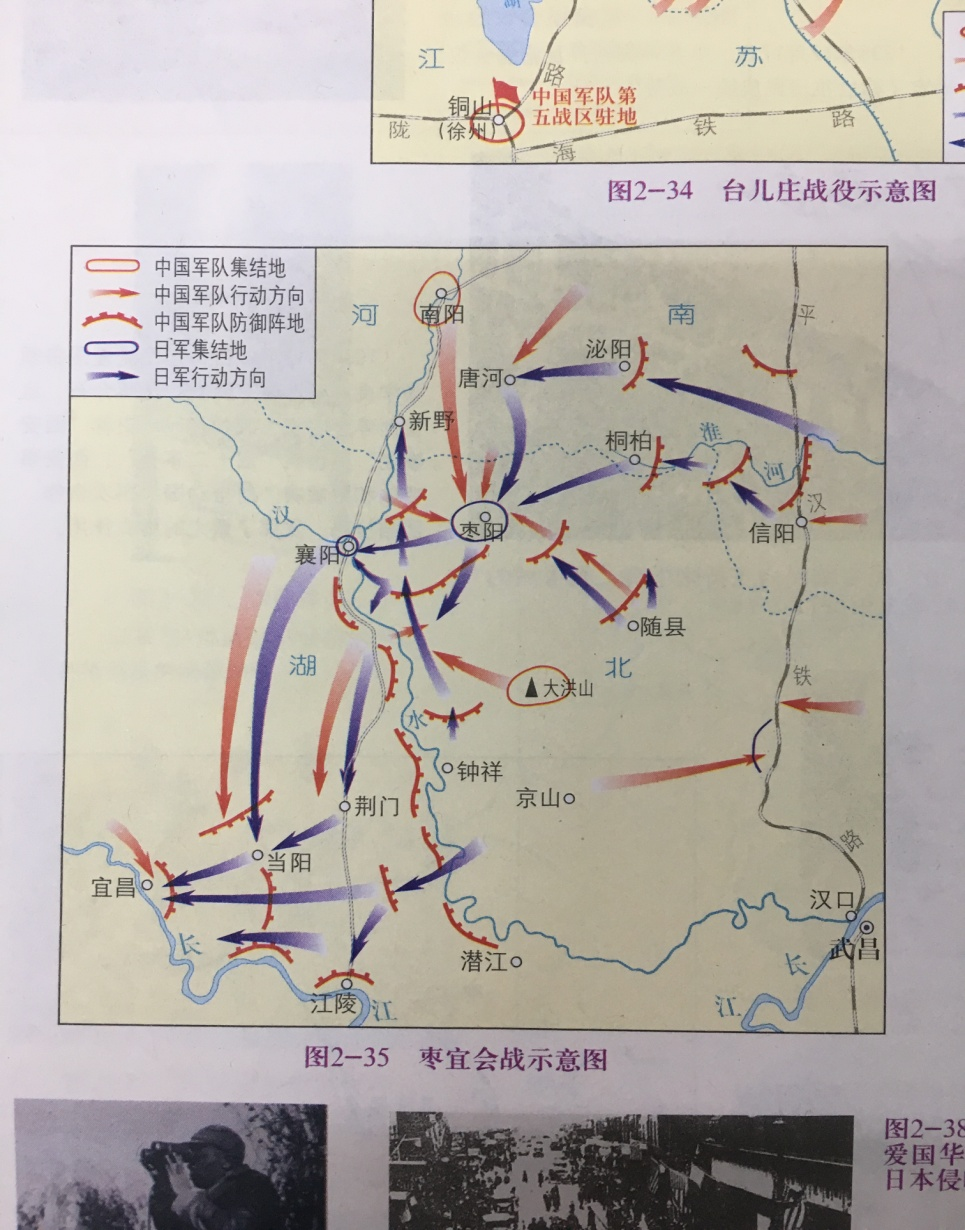 江
苏
路
铜山
(徐州)
中国军队第
五战区驻地
陇
海
铁
路
图2-34 台儿庄战役示意图
中国军队集结地
中国军队行动方向
中国军队防御阵地
日军集结地
日军行动方向
河
南
南阳
平
泌阳
唐河
新野
桐柏
淮
河
汉
汉
信阳
枣阳
襄阳
随县
湖
北
铁
大洪山
水
钟祥
京山
荆门
路
当阳
宜昌
汉口
武昌
长
潜江
长
江陵
江
江
图2-35 枣宜会战示意图
图2-38
爱国华
日本侵